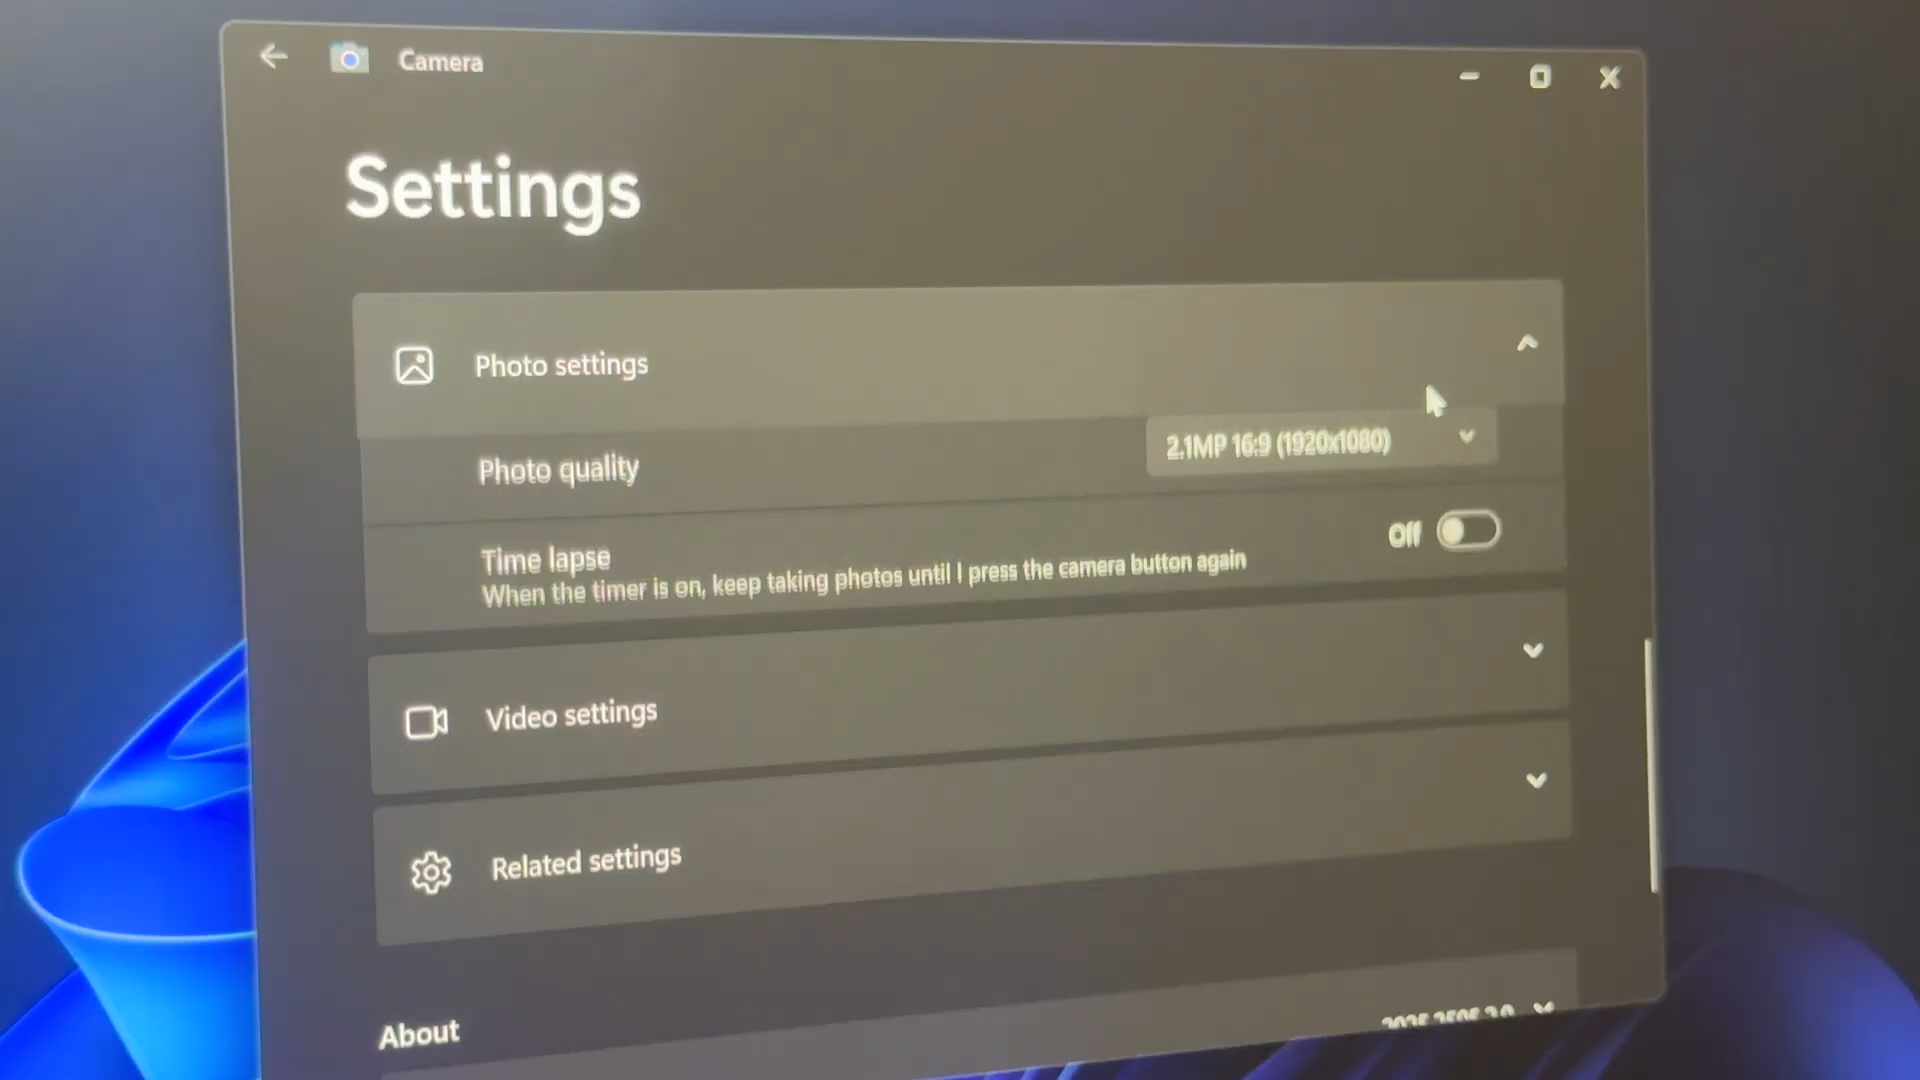 Camera
Settings
Photo settings
Photo quality
2.1MP 16:9 (1920x1080)
Time lapse
Off
When the timer is on, keep taking photos until I press the camera button again
Video settings
Related settings
About